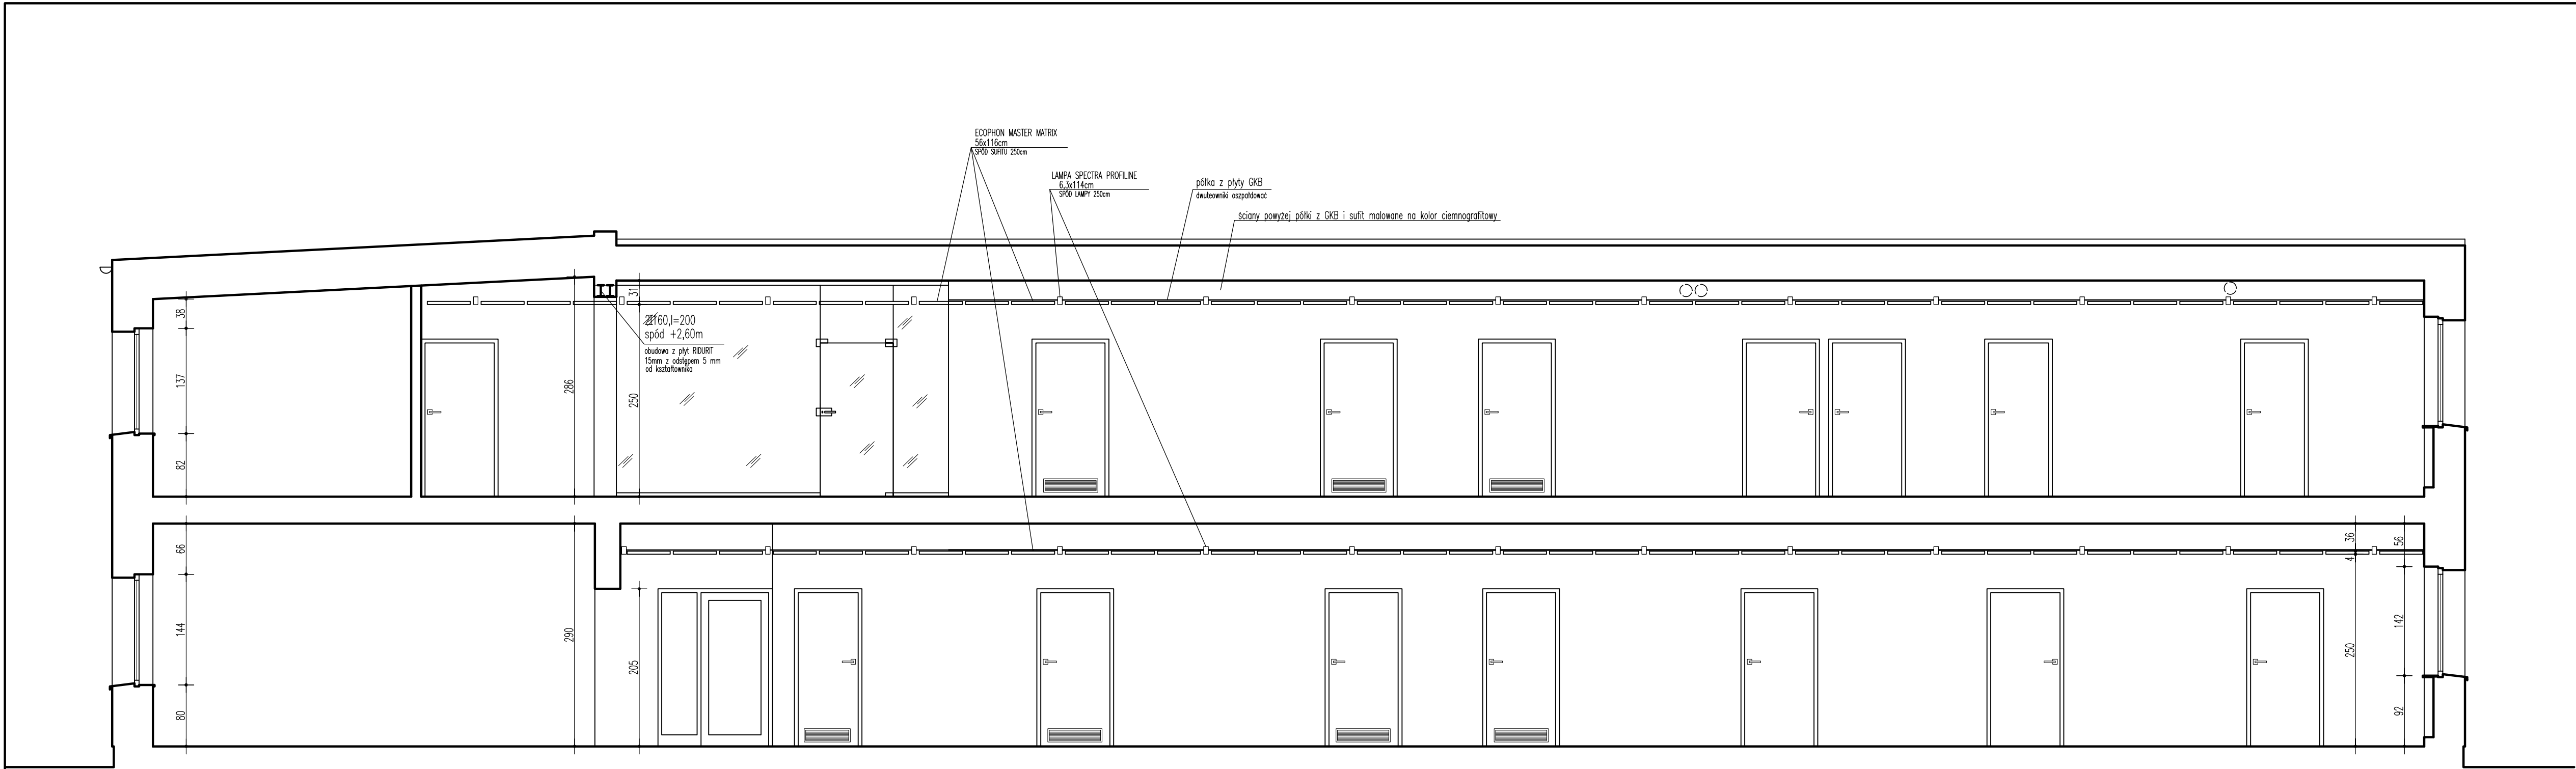 ECOPHON MASTER MATRIX
56x116cm
SPÓD SUFITU 250cm
LAMPA SPECTRA PROFILINE
6,3x114cm
SPÓD LAMPY 250cm
półka z płyty GKB
dwuteowniki oszpałdować
ściany powyżej półki z GKB i sufit malowane na kolor ciemnografitowy
2I160,l=200
spód +2,60m
obudowa z płyt RIDURIT
15mm z odstępem 5 mm
od kształtownika
38
137
82
286
31
250
66
144
80
290
205
36
4
250
56
142
92